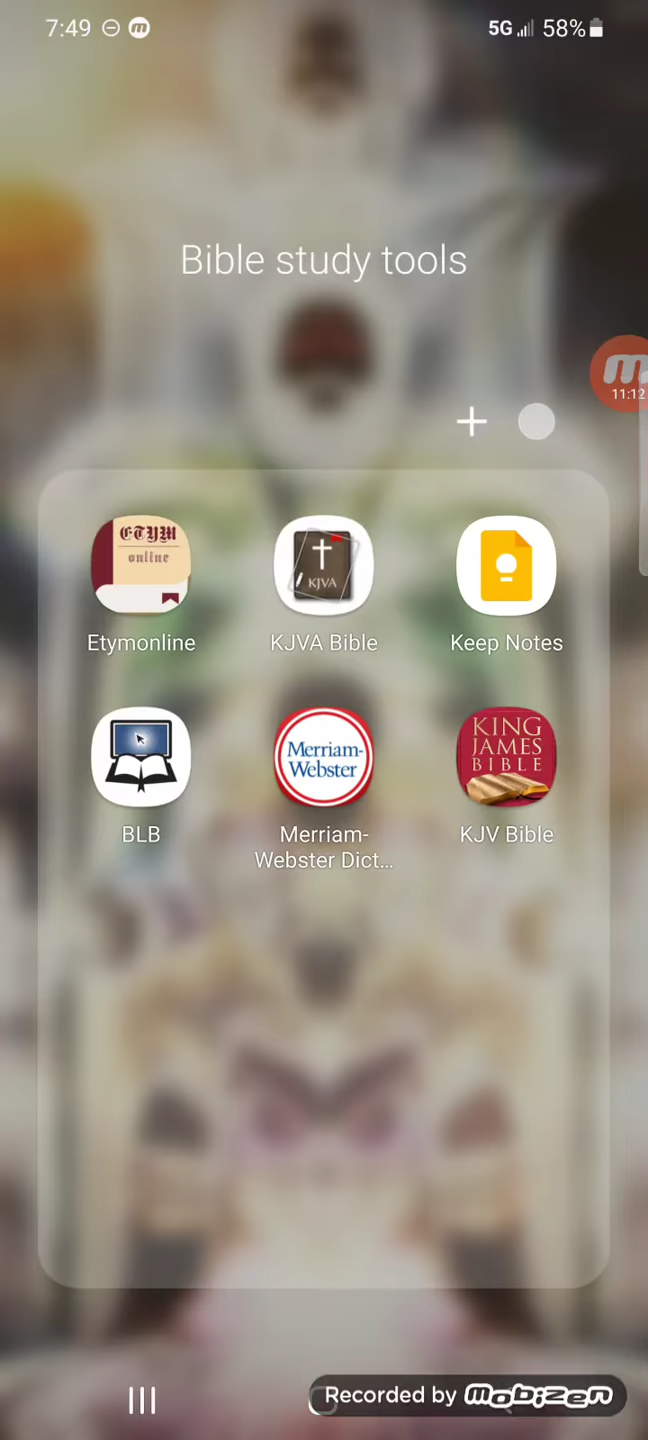 7:49 5G 58%
Bible study tools
m
11:12
ETYM
online
KJVA
Etymonline
KJVA Bible
Keep Notes
Merriam-
Webster
KING
JAMES
BIBLE
BLB
Merriam-
Webster Dict...
KJV Bible
Recorded by mobizen